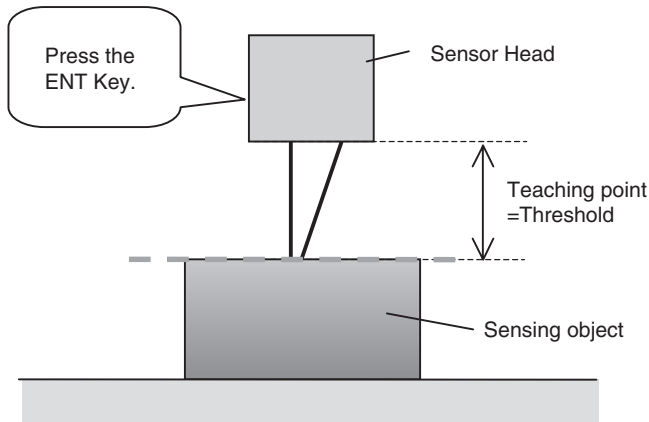 Press the
ENT Key.
Sensor Head
Teaching point
=Threshold
Sensing object